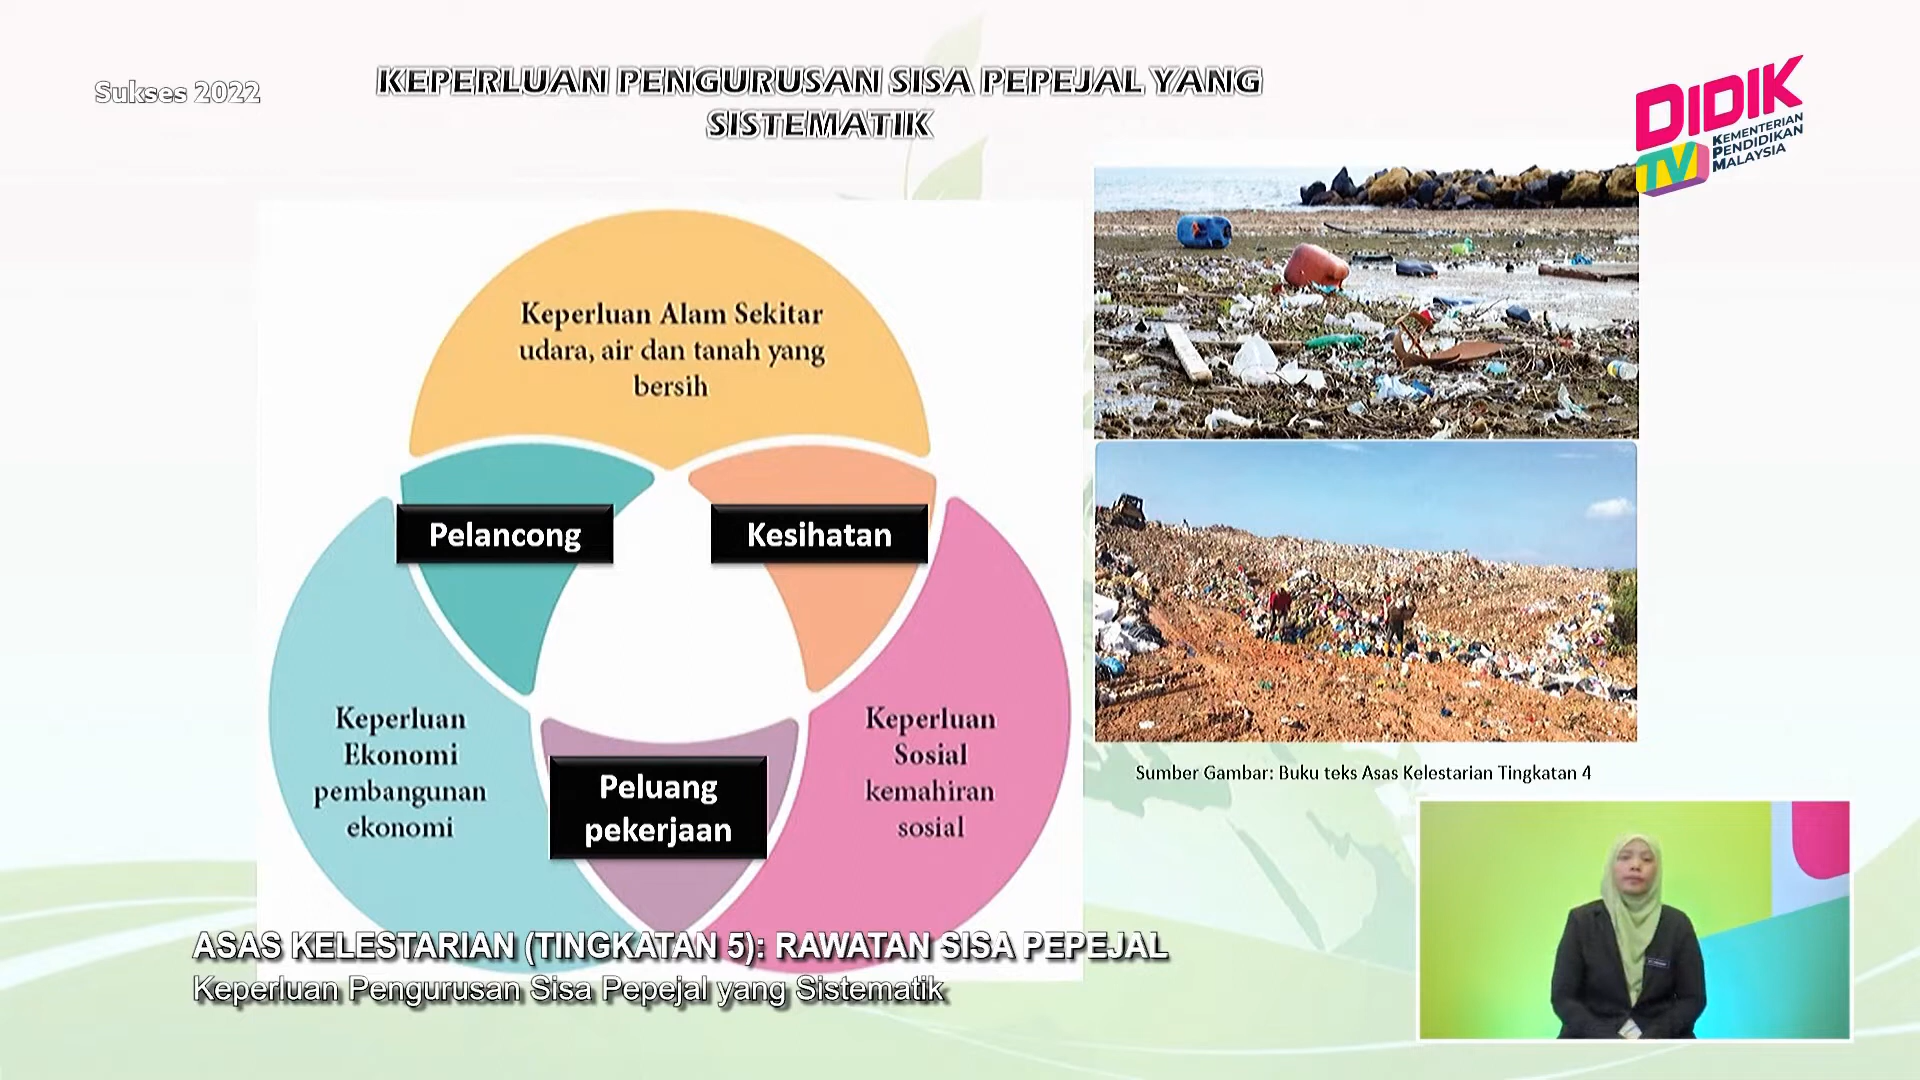 Sukses 2022
KEPERLUAN PENGURUSAN SISA PEPEJAL YANG
SISTEMATIK
DIDIK
TV
KEMENTERIAN
PENDIDIKAN
MALAYSIA
Keperluan Alam Sekitar
udara, air dan tanah yang
bersih
Pelancong
Kesihatan
Keperluan
Ekonomi
pembangunan
ekonomi
Peluang
pekerjaan
Keperluan
Sosial
kemahiran
sosial
Sumber Gambar: Buku teks Asas Kelestarian Tingkatan 4
ASAS KELESTARIAN (TINGKATAN 5): RAWATAN SISA PEPEJAL
Keperluan Pengurusan Sisa Pepejal yang Sistematik